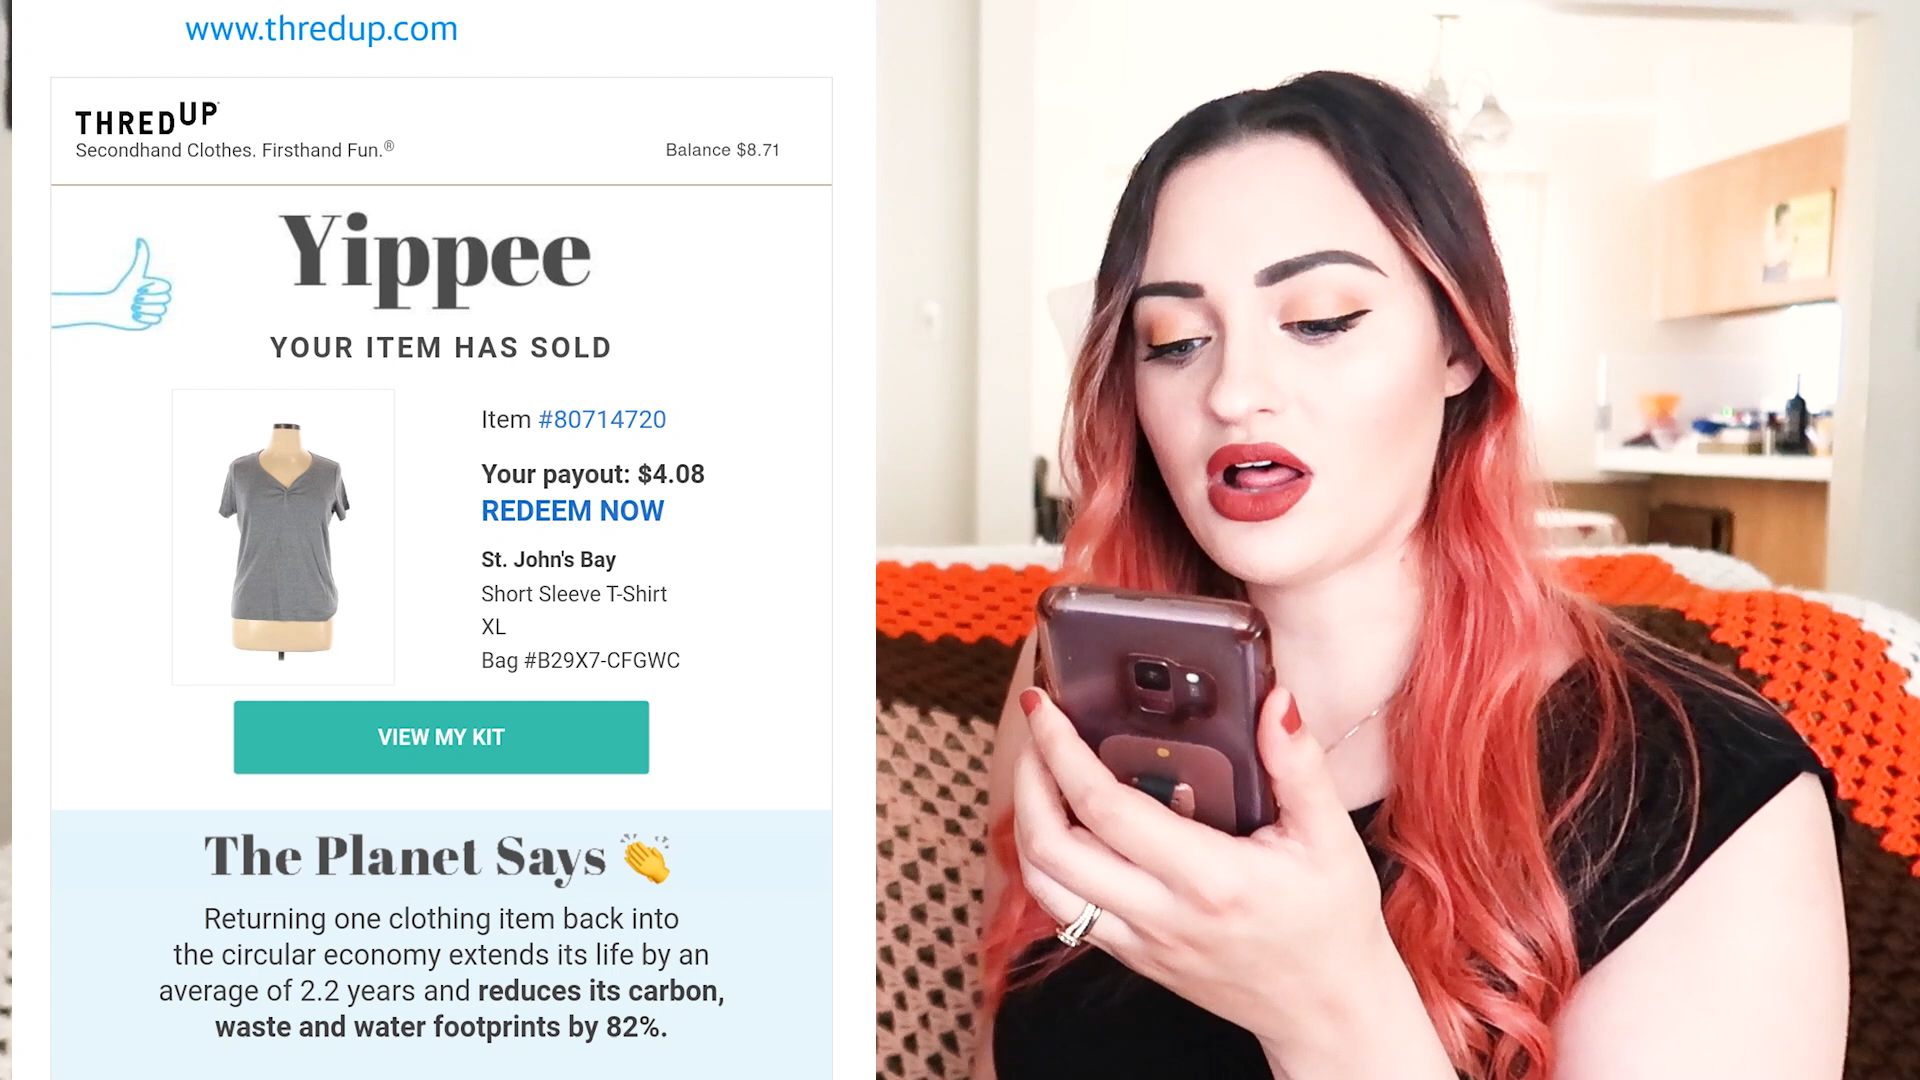 www.thredup.com
THREDUP
Secondhand Clothes. Firsthand Fun.®
Balance $8.71
Yippee
YOUR ITEM HAS SOLD
Item #80714720
Your payout: $4.08
REDEEM NOW
St. John's Bay
Short Sleeve T-Shirt
XL
Bag #B29X7-CFGWC
VIEW MY KIT
The Planet Says 👏
Returning one clothing item back into
the circular economy extends its life by an
average of 2.2 years and reduces its carbon,
waste and water footprints by 82%.